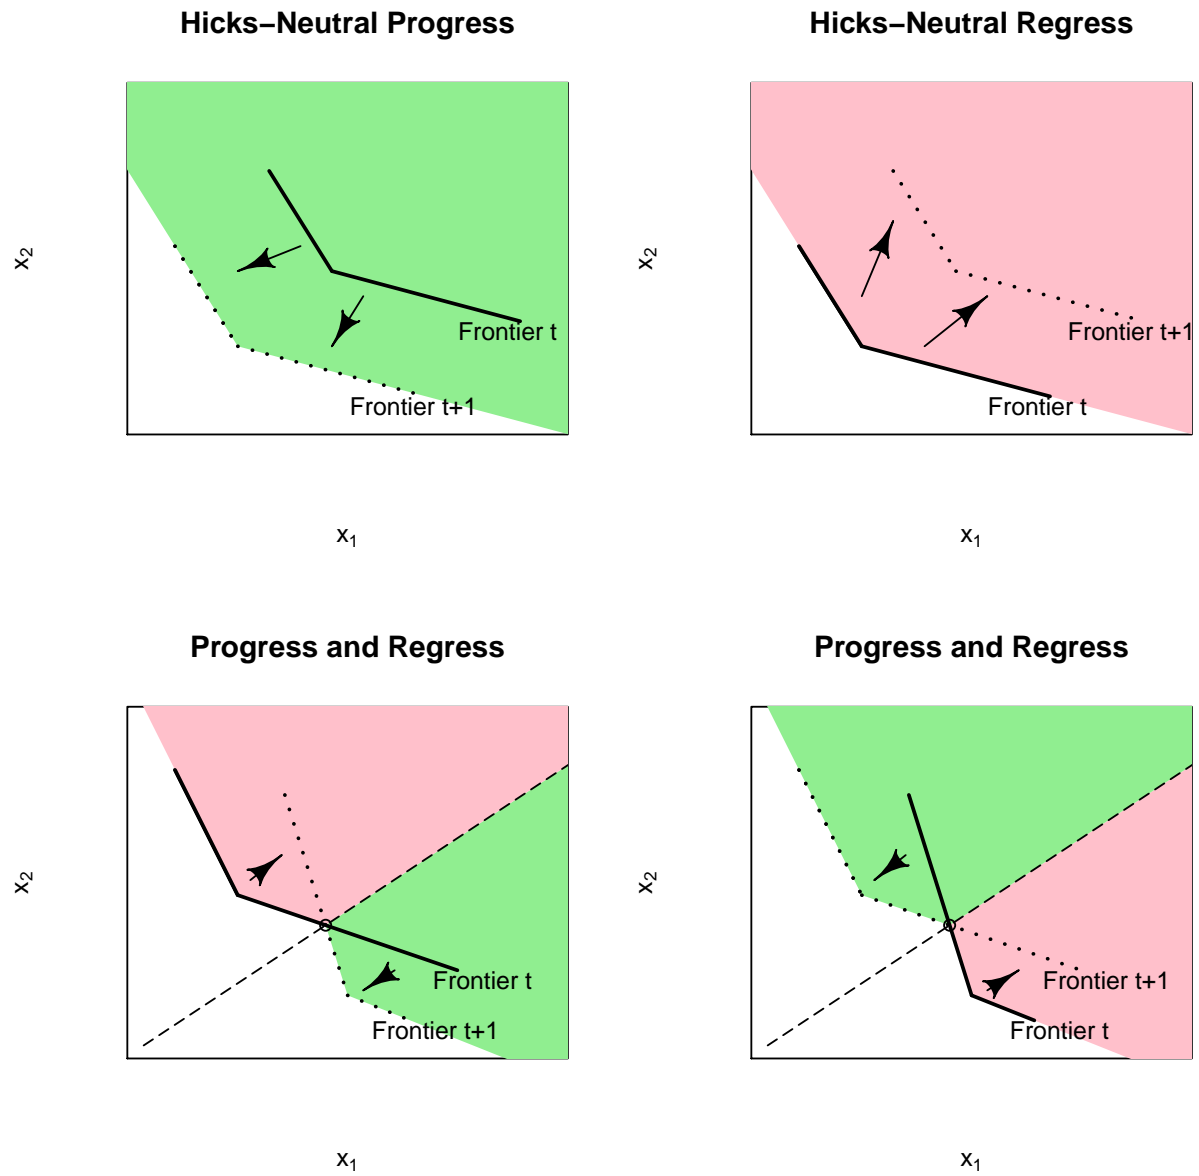 Hicks−Neutral Progress
x₂
Frontier t
Frontier t+1
x₁
Hicks−Neutral Regress
x₂
Frontier t+1
Frontier t
x₁
Progress and Regress
x₂
Frontier t
Frontier t+1
x₁
Progress and Regress
x₂
Frontier t+1
Frontier t
x₁